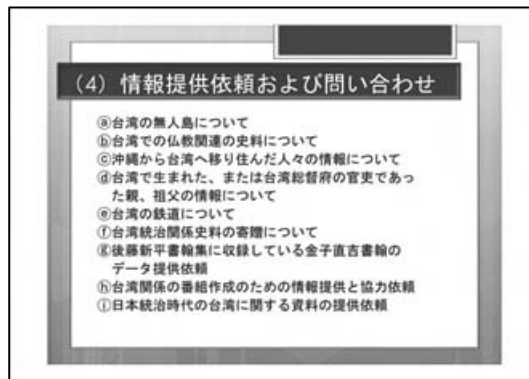 （4）情報提供依頼および問い合わせ
ⓐ台湾の無人島について
ⓑ台湾での仏教関連の史料について
ⓒ沖縄から台湾へ移り住んだ人々の情報について
ⓓ台湾で生まれた、または台湾総督府の官吏であっ
た親、祖父の情報について
ⓔ台湾の鉄道について
ⓕ台湾統治関係史料の寄贈について
ⓖ後藤新平書翰集に収録している金子直吉書翰の
データ提供依頼
ⓗ台湾関係の番組作成のための情報提供と協力依頼
ⓘ日本統治時代の台湾に関する資料の提供依頼